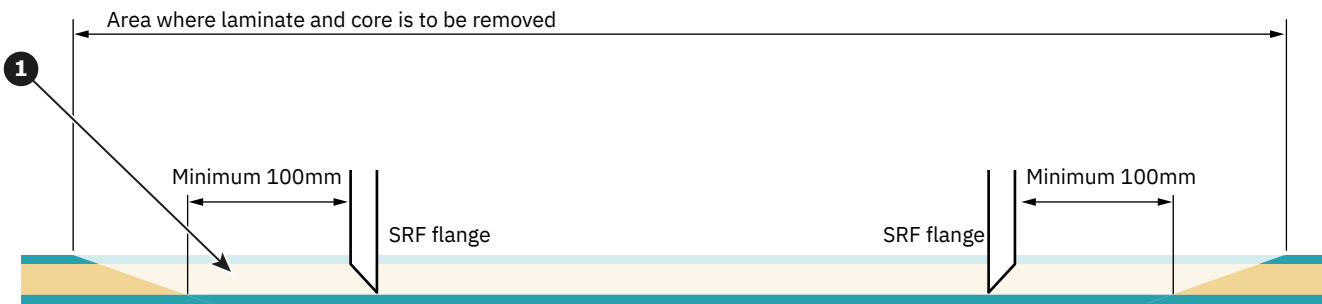 Area where laminate and core is to be removed
1
Minimum 100mm
Minimum 100mm
SRF flange
SRF flange